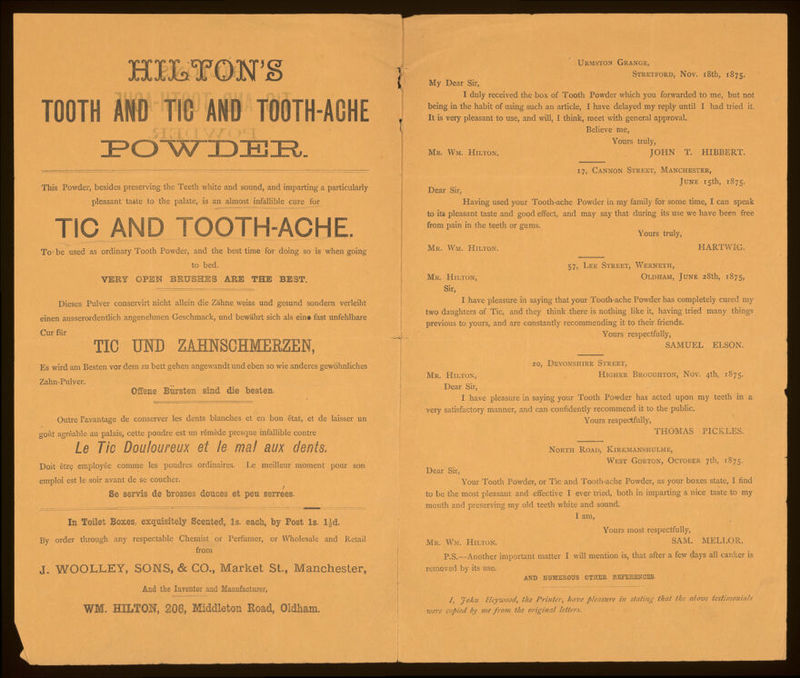 HILTON'S
TOOTH AND TIC AND TOOTH-ACHE
POWDER.
This Powder, besides preserving the Teeth white and sound, and imparting a particularly
pleasant taste to the palate, is an almost infallible cure for
TIC AND TOOTH-ACHE.
To be used as ordinary Tooth Powder, and the best time for doing so is when going
to bed.
VERY OPEN BRUSHES ARE THE BEST.
Dieses Pulver conservirt nicht allein die Zähne weiss und gesund sondern verleiht
einen ausserordentlich angenehmen Geschmack, und bewährt sich als eine fast unfehlbare
Cur für
TIC UND ZAHNSCHMERZEN,
Es wird am Besten vor dem zu bett gehen angewandt und eben so wie anderes gewöhnliches
Zahn-Pulver.
Offene Bürsten sind die besten.
Outre l'avantage de conserver les dents blanches et en bon état, et de laisser un
goût agréable au palais, cette poudre est un rémède presque infallible contre
Le Tic Douloureux et le mal aux dents.
Doit être employée comme les poudres ordinaires. Le meilleur moment pour son
emploi est le soir avant de se coucher.
Se servis de brosses douces et peu serrées.
In Toilet Boxes, exquisitely Scented, 1s. each, by Post 1s. 1½d.
By order through any respectable Chemist or Perfumer, or Wholesale and Retail
from
J. WOOLLEY, SONS, & CO., Market St., Manchester,
And the Inventor and Manufacturer,
WM. HILTON, 206, Middleton Road, Oldham.
URMSTON GRANGE,
STRETFORD, NOV. 18th, 1875.
My Dear Sir,
I duly received the box of Tooth Powder which you forwarded to me, but not
being in the habit of using such an article, I have delayed my reply until I had tried it.
It is very pleasant to use, and will, I think, meet with general approval.
Believe me,
Yours truly,
MR. WM. HILTON. JOHN T. HIBBERT.
17, CANNON STREET, MANCHESTER,
JUNE 15th, 1875.
Dear Sir,
Having used your Tooth-ache Powder in my family for some time, I can speak
to its pleasant taste and good effect, and may say that during its use we have been free
from pain in the teeth or gums.
Yours truly,
MR. WM. HILTON. HARTWIG.
57, LEE STREET, WERNETH,
MR. HILTON, OLDHAM, JUNE 28th, 1875,
Sir,
I have pleasure in saying that your Tooth-ache Powder has completely cured my
two daughters of Tic, and they think there is nothing like it, having tried many things
previous to yours, and are constantly recommending it to their friends.
Yours respectfully,
SAMUEL ELSON.
20, DEVONSHIRE STREET,
MR. HILTON, HIGHER BROUGHTON, NOV. 4th, 1875.
Dear Sir,
I have pleasure in saying your Tooth Powder has acted upon my teeth in a
very satisfactory manner, and can confidently recommend it to the public.
Yours respectfully,
THOMAS PICKLES.
NORTH ROAD, KIRKMANSHULME,
WEST GORTON, OCTOBER 7th, 1875.
Dear Sir,
Your Tooth Powder, or Tic and Tooth-ache Powder, as your boxes state, I find
to be the most pleasant and effective I ever tried, both in imparting a nice taste to my
mouth and preserving my old teeth white and sound.
I am,
Yours most respectfully,
MR. WM. HILTON. SAM. MELLOR.
P.S.—Another important matter I will mention is, that after a few days all canker is
removed by its use.
AND NUMEROUS OTHER REFERENCES.
I, John Heywood, the Printer, have pleasure in stating that the above testimonials
were copied by me from the original letters.